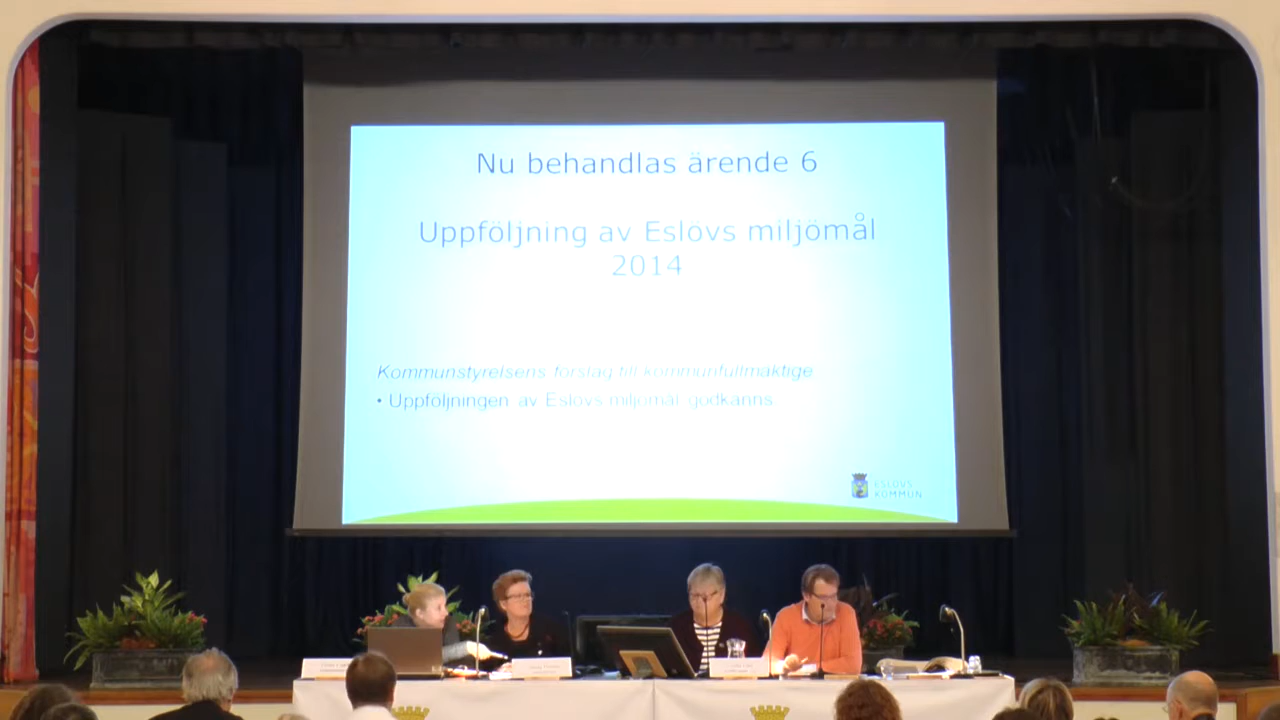 Nu behandlas ärende 6
Uppföljning av Eslövs miljömål
2014
Kommunstyrelsens förslag till kommunfullmäktige
• Uppföljningen av Eslövs miljömål godkänns
ESLÖVS
KOMMUN